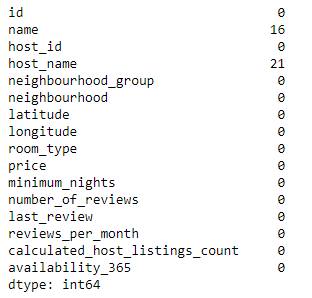 id 0
name 16
host_id 0
host_name 21
neighbourhood_group 0
neighbourhood 0
latitude 0
longitude 0
room_type 0
price 0
minimum_nights 0
number_of_reviews 0
last_review 0
reviews_per_month 0
calculated_host_listings_count 0
availability_365 0
dtype: int64